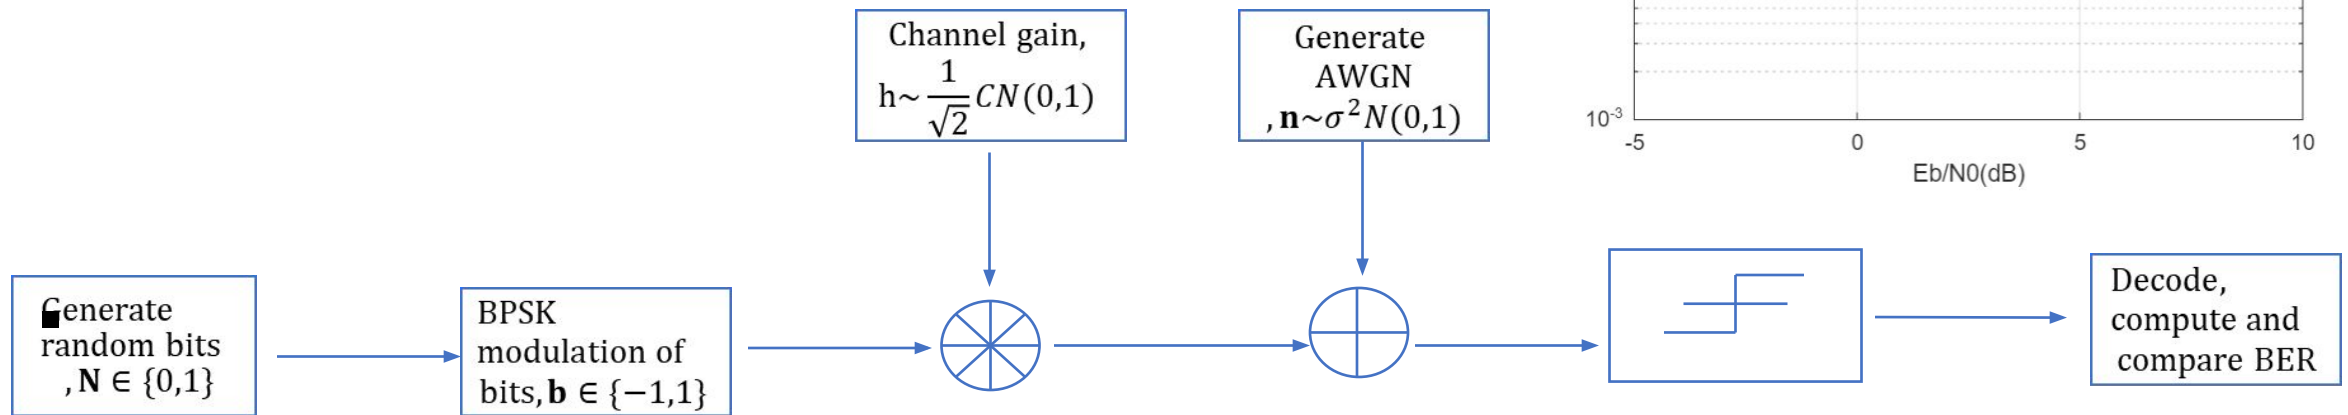 Channel gain,
h~ 1/√2 CN(0,1)
Generate
AWGN
, n~σ²N(0,1)
10⁻³
-5 0 5 10
Eb/N0(dB)
Generate
random bits
, N ∈ {0,1}
BPSK
modulation of
bits, b ∈ {−1,1}
Decode,
compute and
compare BER